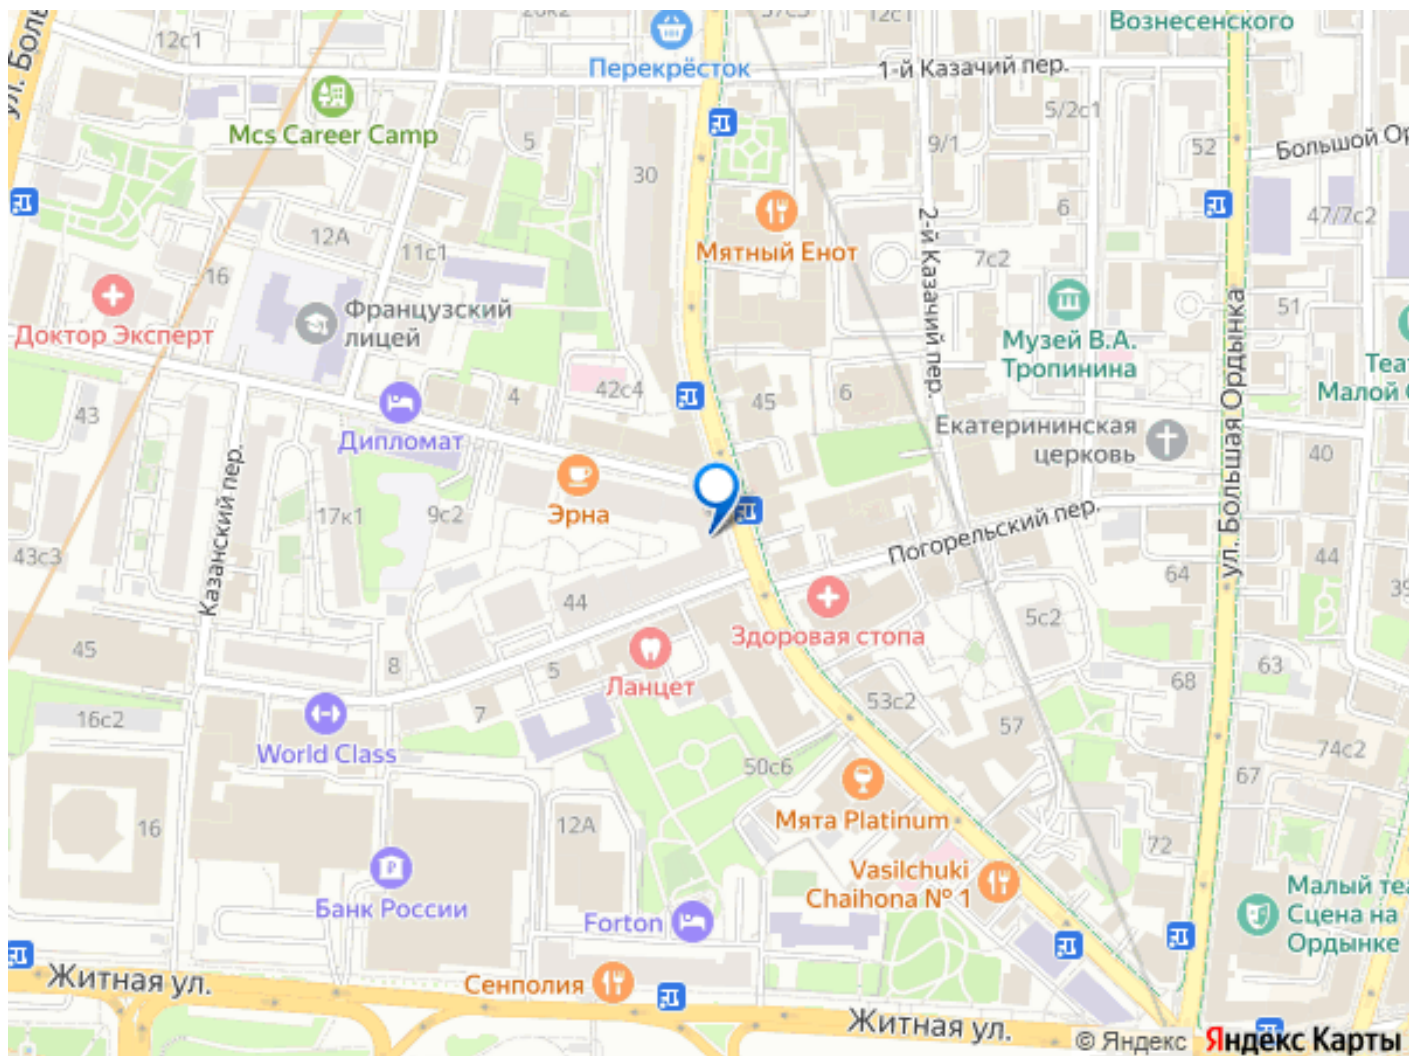 ул. Боль
12с1
26к2
37с3
12с1
Вознесенского
Перекрёсток
1-й Казачий пер.
Mcs Career Camp
5
5/2с1
9/1
52
Большой Ор
30
6
47/7с2
12А
11с1
Мятный Енот
2-й Казачий пер.
7с2
16
Французский
лицей
51
Доктор Эксперт
Музей В.А.
Тропинина
ул. Большая Ордынка
Теа
Малой О
42с4
4
45
6
43
Дипломат
Екатерининская
церковь
40
Казанский пер.
17к1
9с2
Эрна
Погорельский пер.
43с3
44
64
44
39
5с2
Здоровая стопа
45
8
5
Ланцет
63
68
16с2
7
53с2
57
World Class
50с6
74с2
67
16
12А
Мята Platinum
72
Vasilchuki
Chaihona № 1
Банк России
Forton
Малый теа
Сцена на
Ордынке
Житная ул.
Сенполия
Житная ул.
© Яндекс
Яндекс Карты